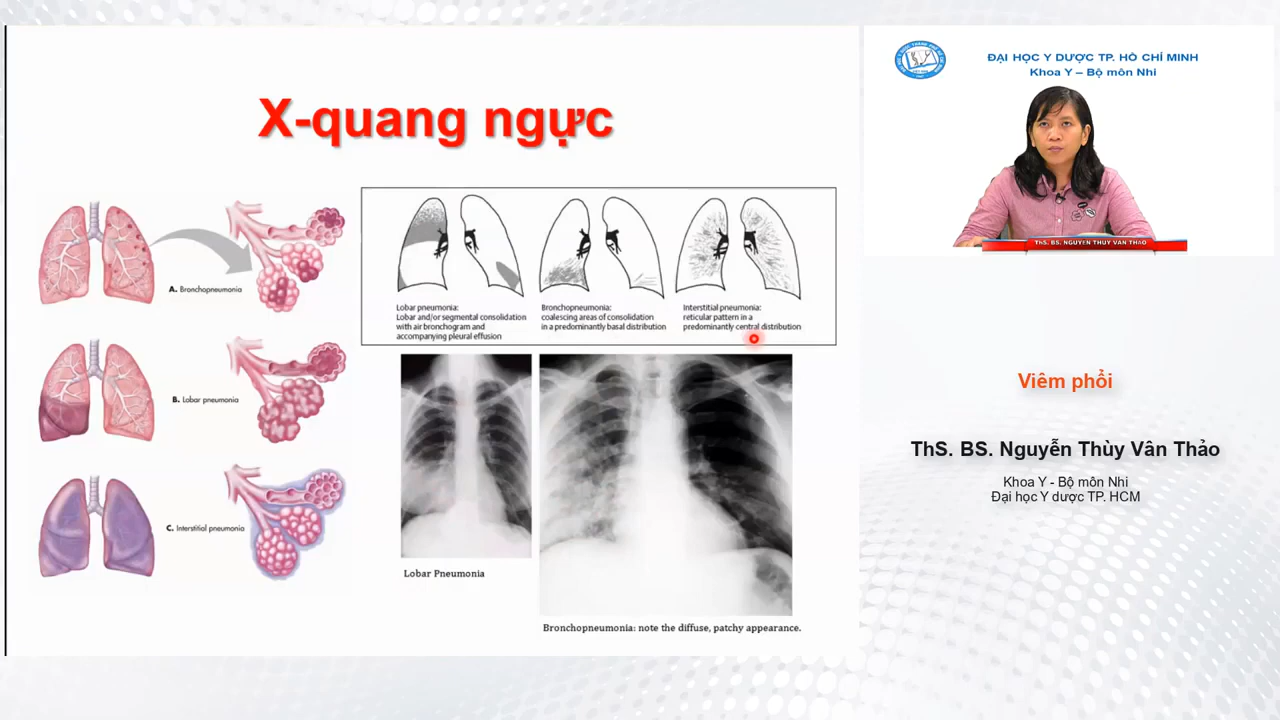 X-quang ngực
A. Bronchopneumonia
B. Lobar pneumonia
C. Interstitial pneumonia
Lobar pneumonia:
Lobar and/or segmental consolidation
with air bronchogram and
accompanying pleural effusion
Bronchopneumonia:
coalescing areas of consolidation
in a predominantly basal distribution
Interstitial pneumonia:
reticular pattern in a
predominantly central distribution
Lobar Pneumonia
Bronchopneumonia: note the diffuse, patchy appearance.
ĐẠI HỌC Y DƯỢC TP. HỒ CHÍ MINH
Khoa Y – Bộ môn Nhi
ThS. BS. NGUYỄN THÙY VÂN THẢO
Viêm phổi
ThS. BS. Nguyễn Thùy Vân Thảo
Khoa Y - Bộ môn Nhi
Đại học Y dược TP. HCM